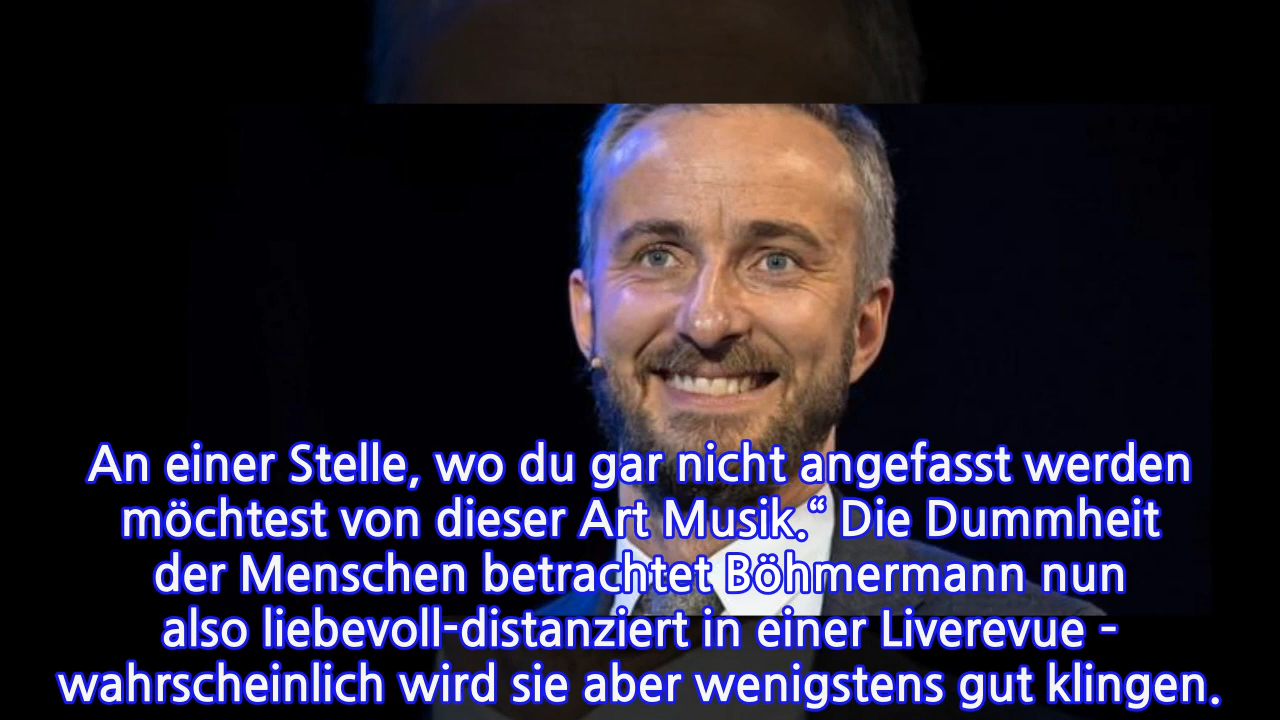 An einer Stelle, wo du gar nicht angefasst werden
möchtest von dieser Art Musik.“ Die Dummheit
der Menschen betrachtet Böhmermann nun
also liebevoll-distanziert in einer Liverevue -
wahrscheinlich wird sie aber wenigstens gut klingen.